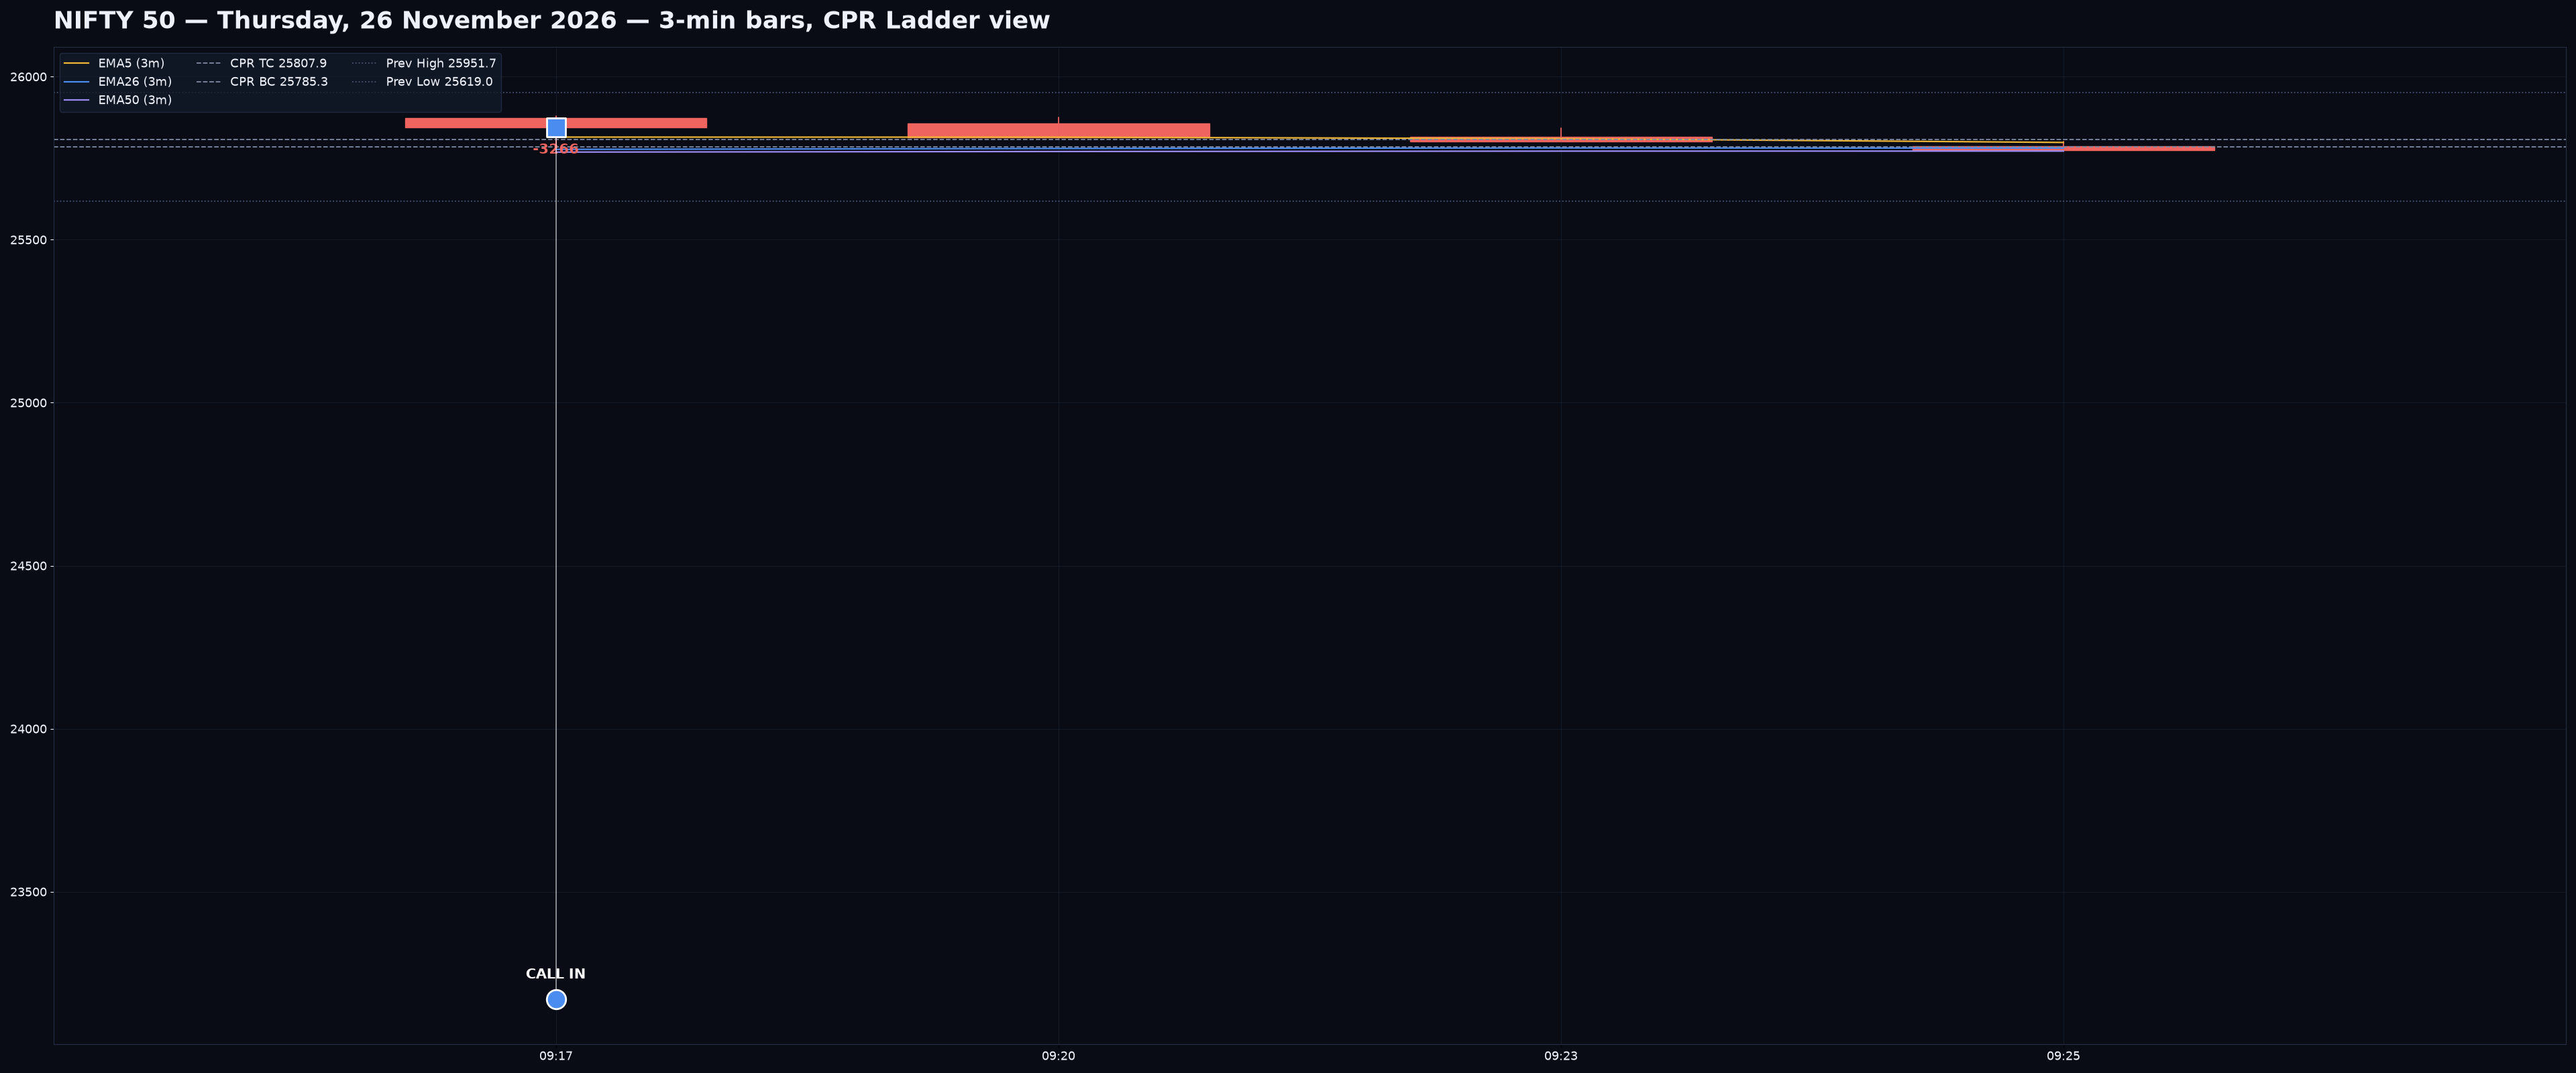 NIFTY 50 — Thursday, 26 November 2026 — 3-min bars, CPR Ladder view
EMA5 (3m)
EMA26 (3m)
EMA50 (3m)
CPR TC 25807.9
CPR BC 25785.3
Prev High 25951.7
Prev Low 25619.0
26000
25500
25000
24500
24000
23500
-3266
CALL IN
09:17
09:20
09:23
09:25